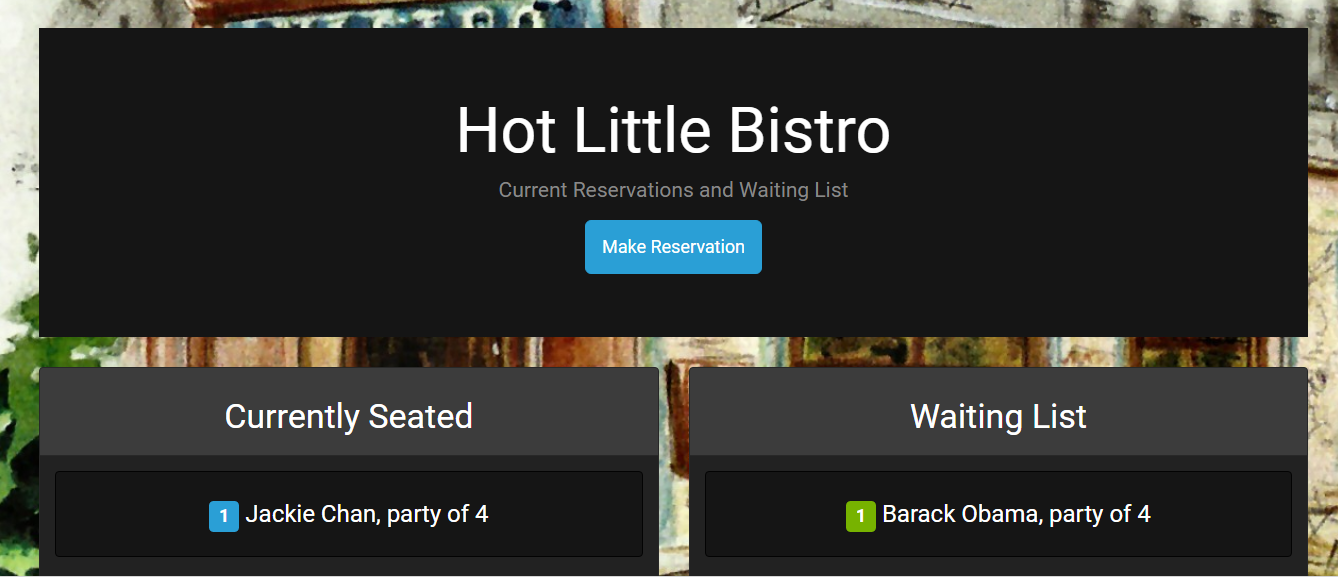 Hot Little Bistro
Current Reservations and Waiting List
Make Reservation
Currently Seated
1 Jackie Chan, party of 4
Waiting List
1 Barack Obama, party of 4